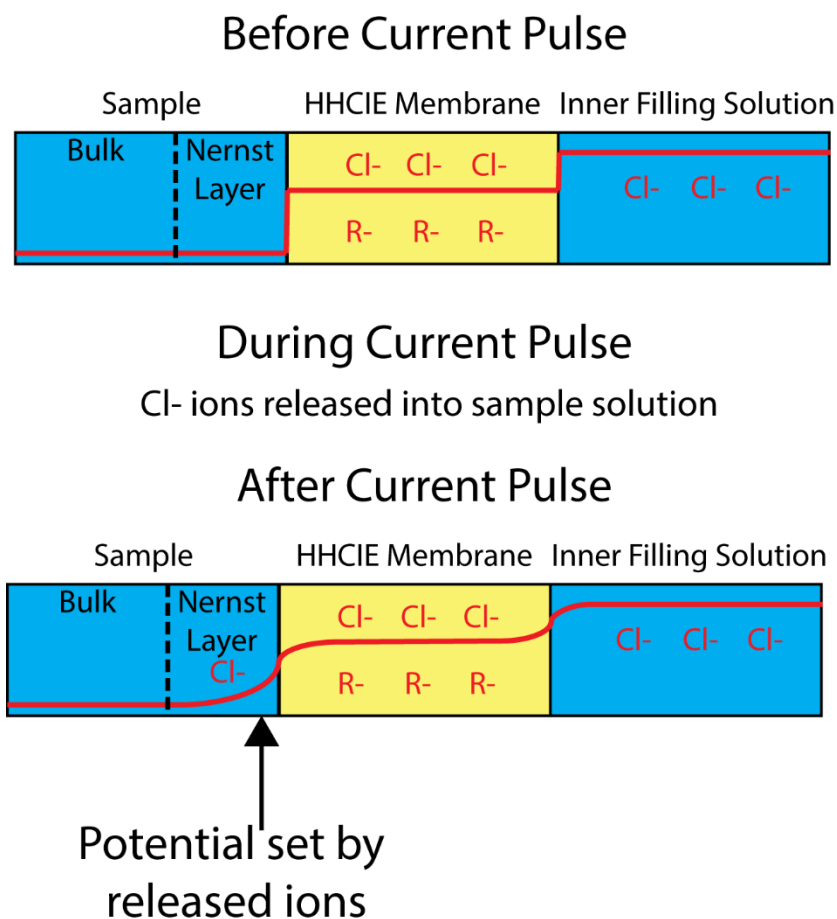 Before Current Pulse
Sample HHCIE Membrane Inner Filling Solution
Bulk Nernst
Layer
Cl- Cl- Cl-
Cl- Cl- Cl-
R- R- R-
During Current Pulse
Cl- ions released into sample solution
After Current Pulse
Sample HHCIE Membrane Inner Filling Solution
Bulk Nernst
Layer
Cl-
Cl- Cl- Cl-
R- R- R-
Cl- Cl- Cl-
Potential set by
released ions